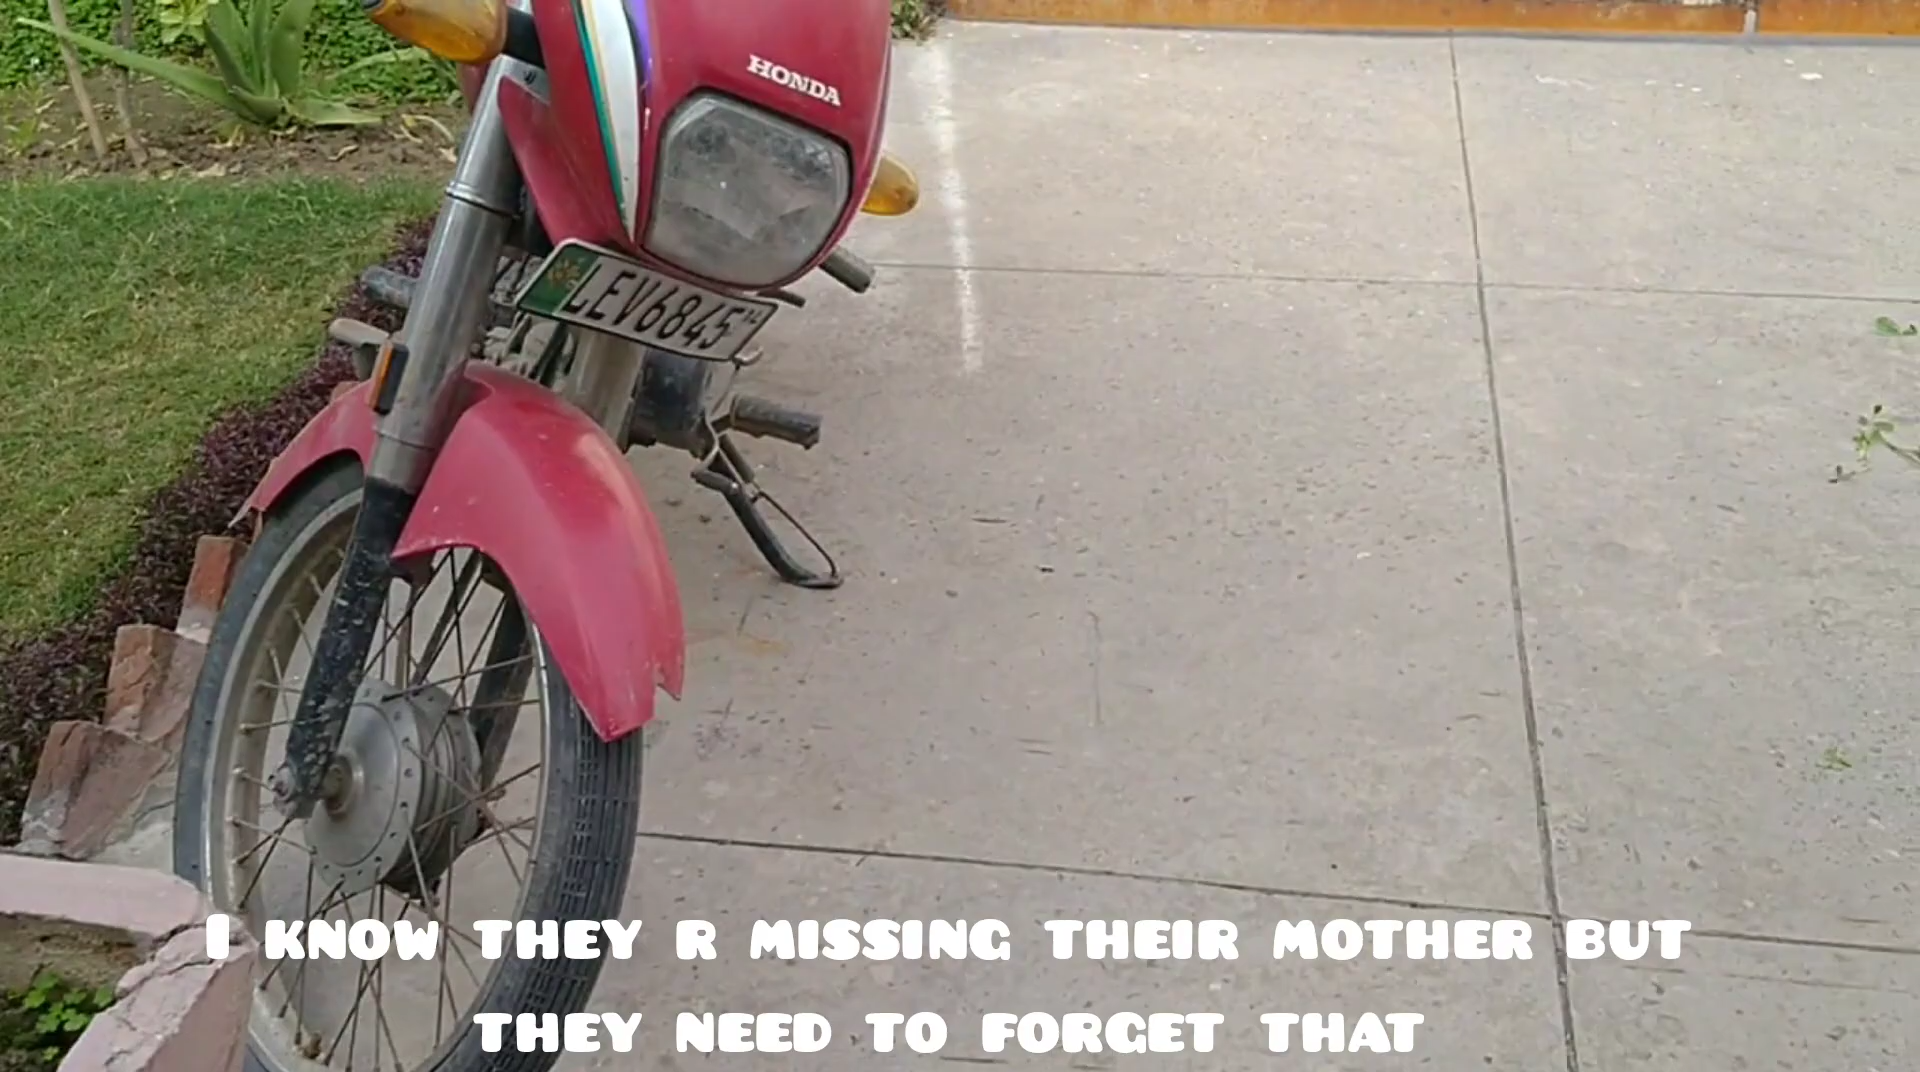 HONDA
LEV6845
I KNOW THEY R MISSING THEIR MOTHER BUT
THEY NEED TO FORGET THAT